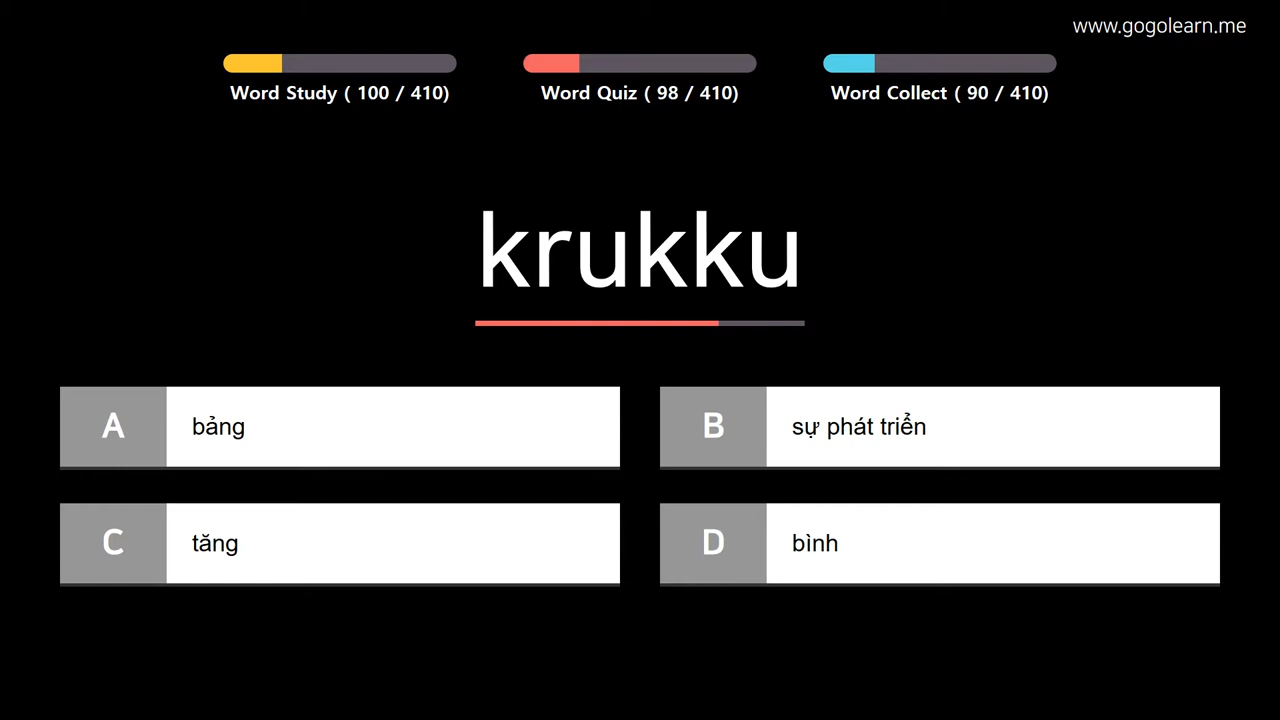 www.gogolearn.me
Word Study ( 100 / 410)
Word Quiz ( 98 / 410)
Word Collect ( 90 / 410)
krukku
A bảng
B sự phát triển
C tăng
D bình